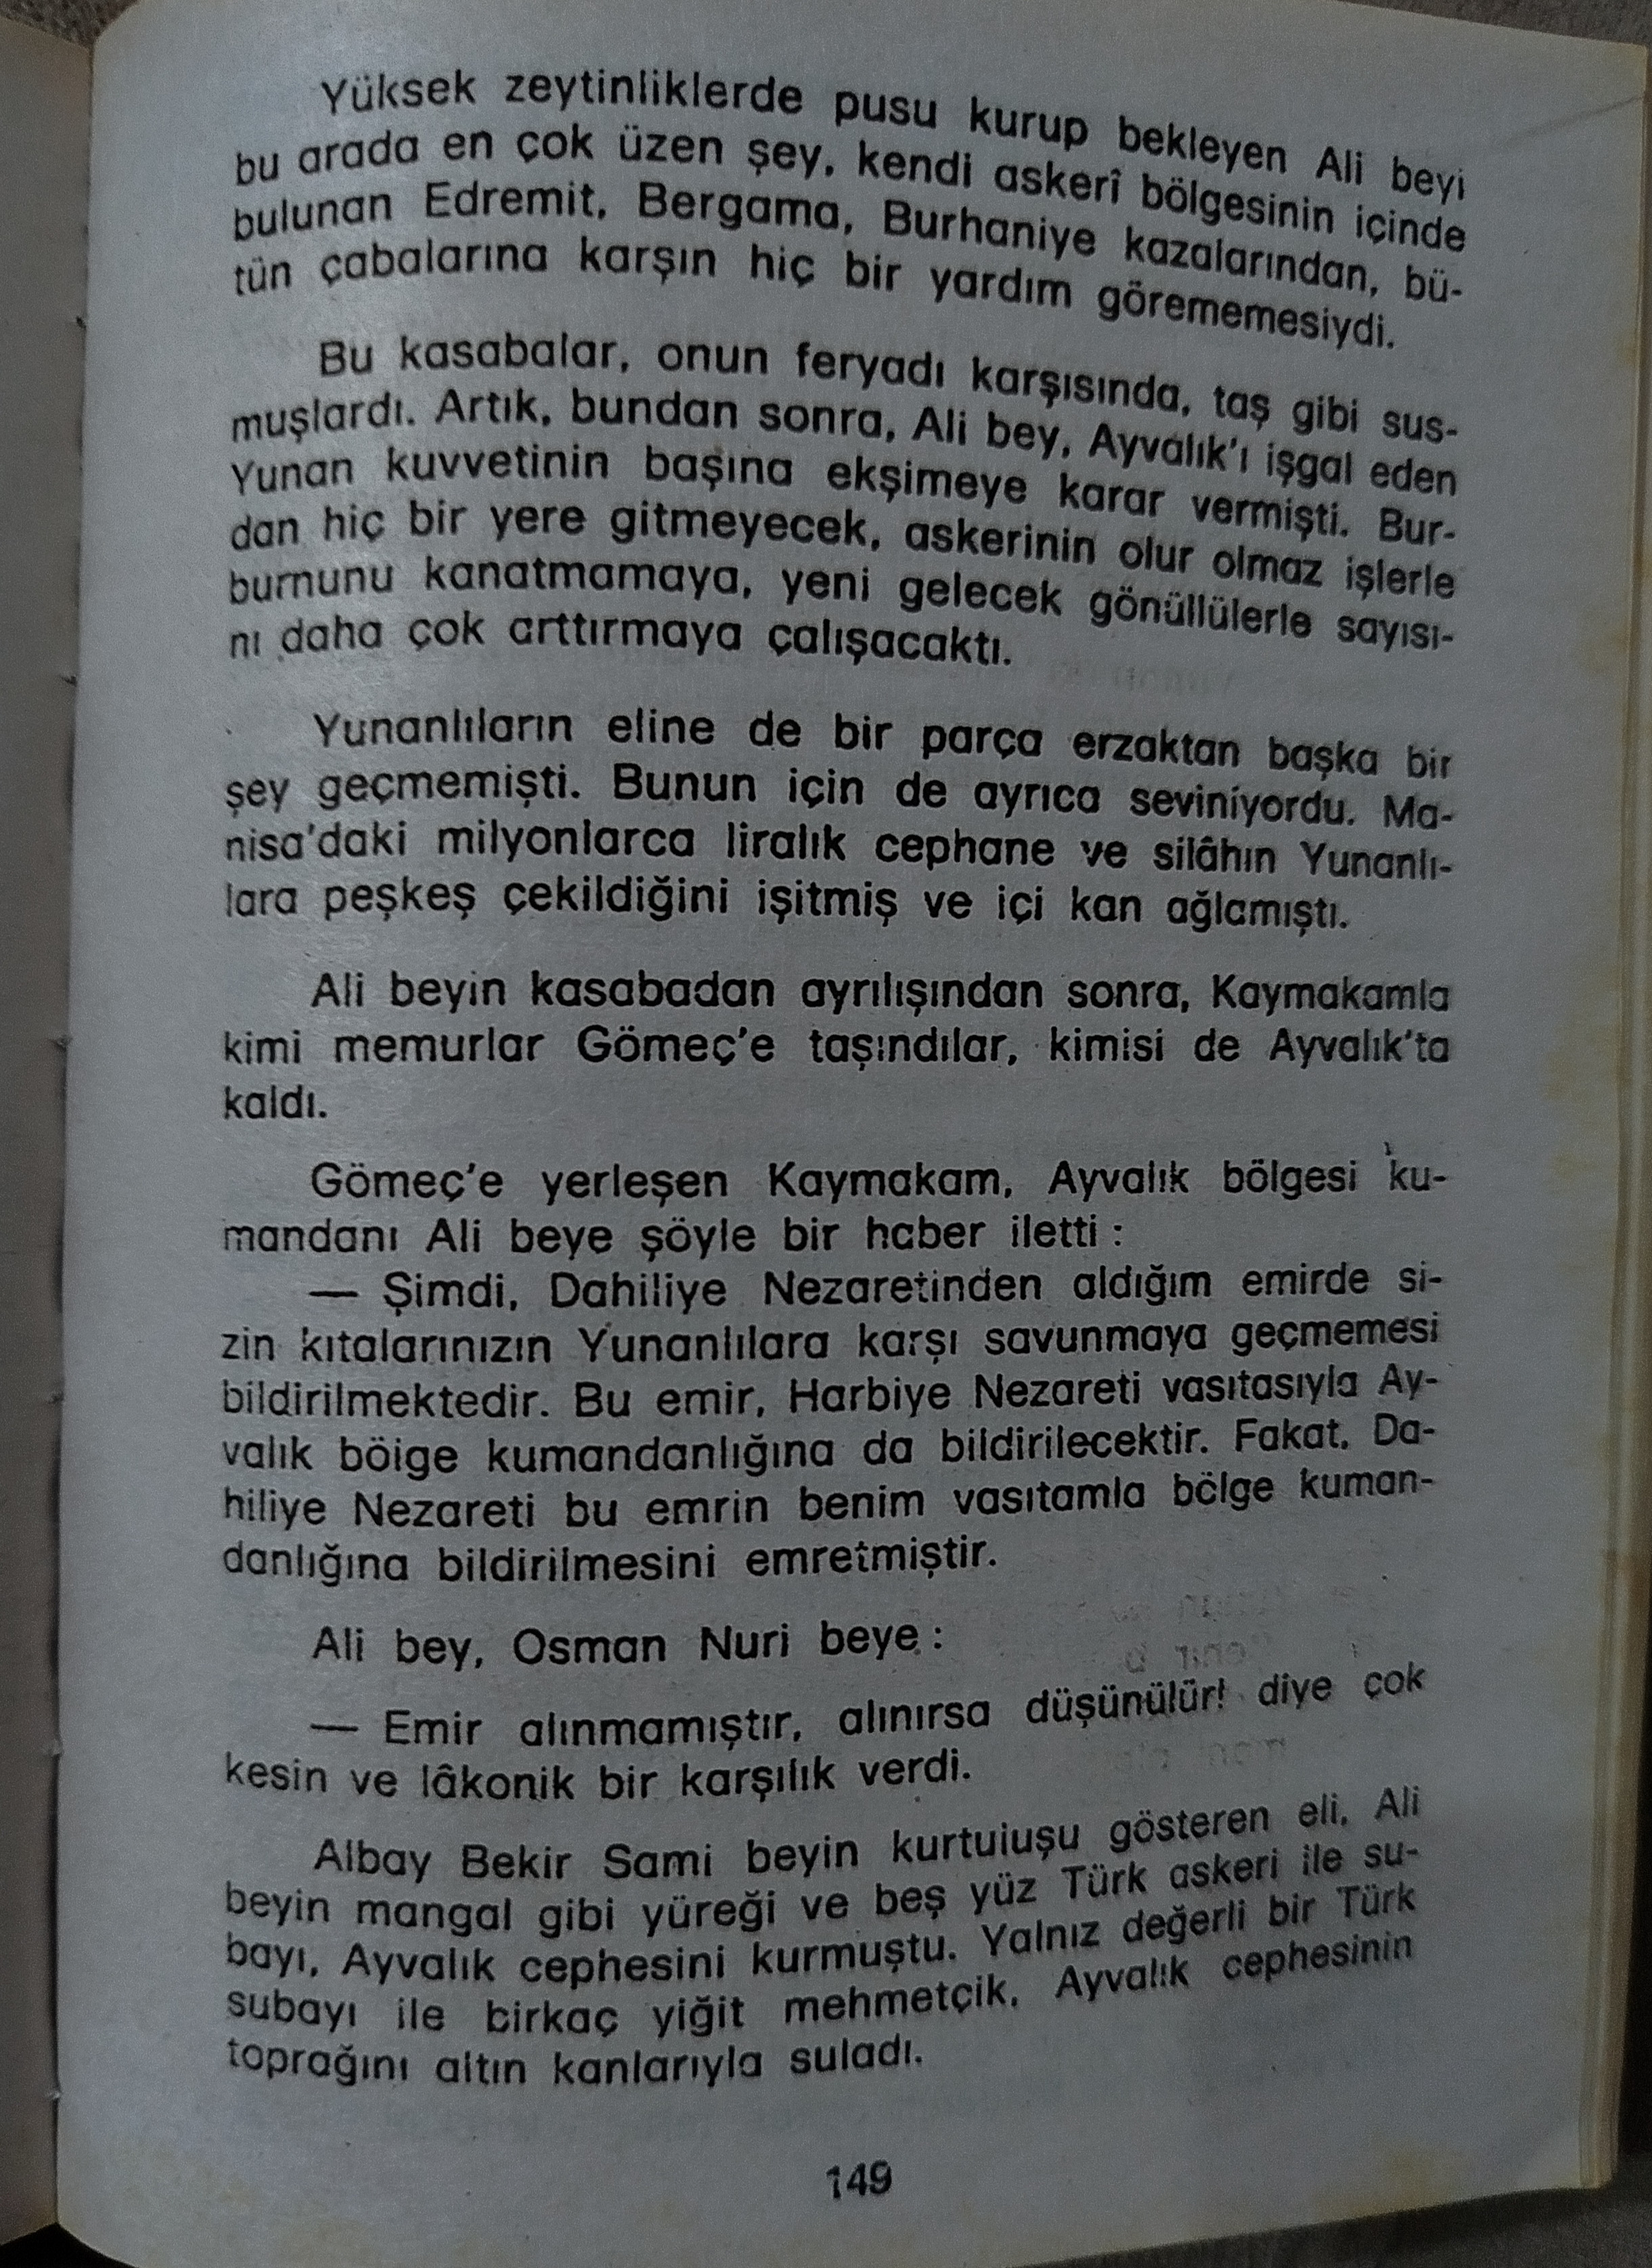 Yüksek zeytinliklerde pusu kurup bekleyen Ali beyi
bu arada en çok üzen şey, kendi askerî bölgesinin içinde
bulunan Edremit, Bergama, Burhaniye kazalarından, bü-
tün çabalarına karşın hiç bir yardım görememesiydi.
Bu kasabalar, onun feryadı karşısında, taş gibi sus-
muşlardı. Artık, bundan sonra, Ali bey, Ayvalık'ı işgal eden
Yunan kuvvetinin başına ekşimeye karar vermişti. Bur-
dan hiç bir yere gitmeyecek, askerinin olur olmaz işlerle
burnunu kanatmamaya, yeni gelecek gönüllülerle sayısı-
nı daha çok arttırmaya çalışacaktı.
Yunanlıların eline de bir parça erzaktan başka bir
şey geçmemişti. Bunun için de ayrıca seviniyordu. Ma-
nisa'daki milyonlarca liralık cephane ve silâhın Yunanlı-
lara peşkeş çekildiğini işitmiş ve içi kan ağlamıştı.
Ali beyin kasabadan ayrılışından sonra, Kaymakamla
kimi memurlar Gömeç'e taşındılar, kimisi de Ayvalık'ta
kaldı.
Gömeç'e yerleşen Kaymakam, Ayvalık bölgesi ku-
mandanı Ali beye şöyle bir haber iletti :
— Şimdi, Dahiliye Nezaretinden aldığım emirde si-
zin kıtalarınızın Yunanlılara karşı savunmaya geçmemesi
bildirilmektedir. Bu emir, Harbiye Nezareti vasıtasıyla Ay-
valık bölge kumandanlığına da bildirilecektir. Fakat, Da-
hiliye Nezareti bu emrin benim vasıtamla bölge kuman-
danlığına bildirilmesini emretmiştir.
Ali bey, Osman Nuri beye :
— Emir alınmamıştır, alınırsa düşünülür! diye çok
kesin ve lâkonik bir karşılık verdi.
Albay Bekir Sami beyin kurtuluşu gösteren eli, Ali
beyin mangal gibi yüreği ve beş yüz Türk askeri ile su-
bayı, Ayvalık cephesini kurmuştu. Yalnız değerli bir Türk
subayı ile birkaç yiğit mehmetçik, Ayvalık cephesinin
toprağını altın kanlarıyla suladı.
149